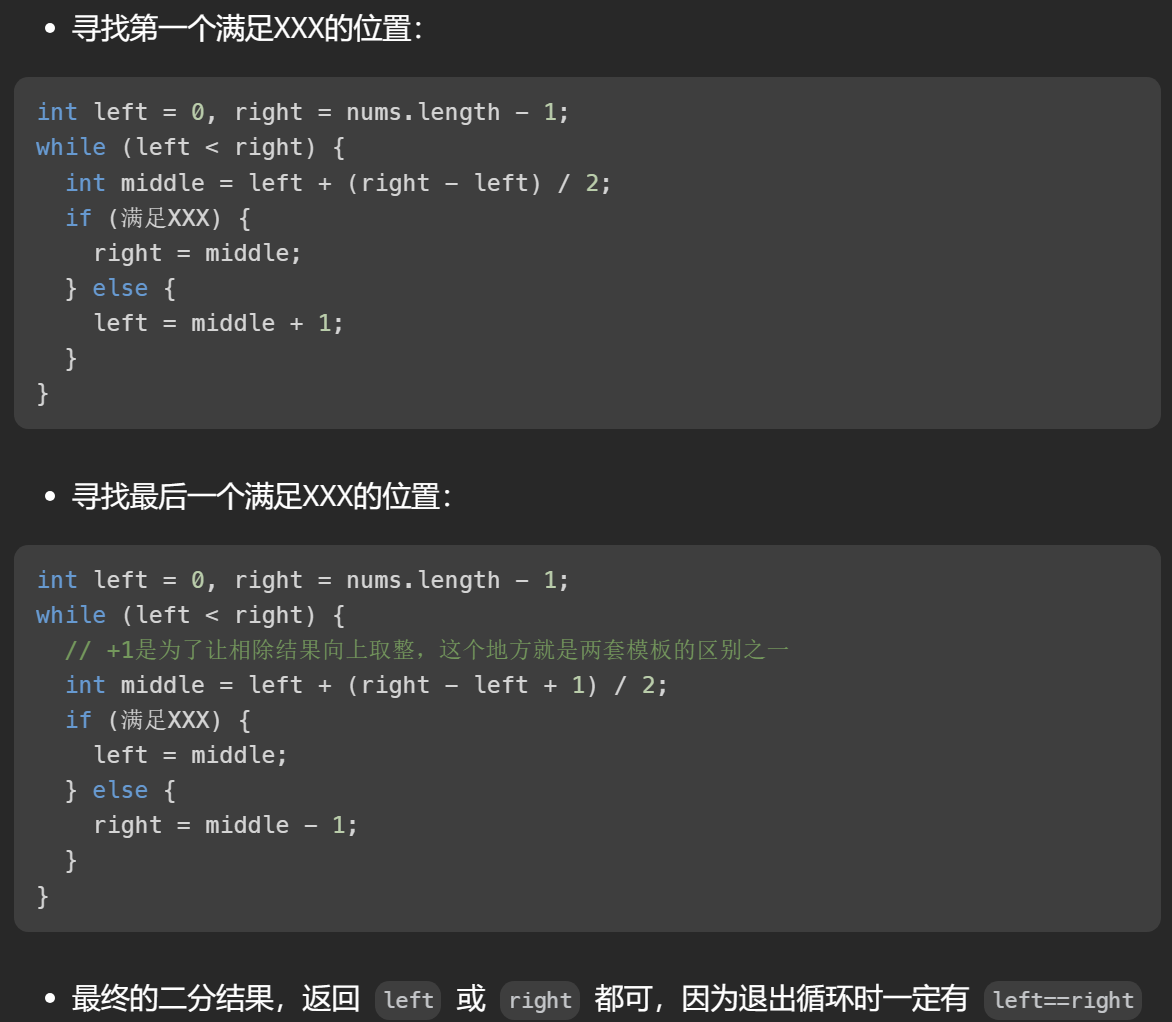 • 寻找第一个满足XXX的位置：
int left = 0, right = nums.length - 1;
while (left < right) {
  int middle = left + (right - left) / 2;
  if (满足XXX) {
    right = middle;
  } else {
    left = middle + 1;
  }
}
• 寻找最后一个满足XXX的位置：
int left = 0, right = nums.length - 1;
while (left < right) {
  // +1是为了让相除结果向上取整，这个地方就是两套模板的区别之一
  int middle = left + (right - left + 1) / 2;
  if (满足XXX) {
    left = middle;
  } else {
    right = middle - 1;
  }
}
• 最终的二分结果，返回 left 或 right 都可，因为退出循环时一定有 left==right